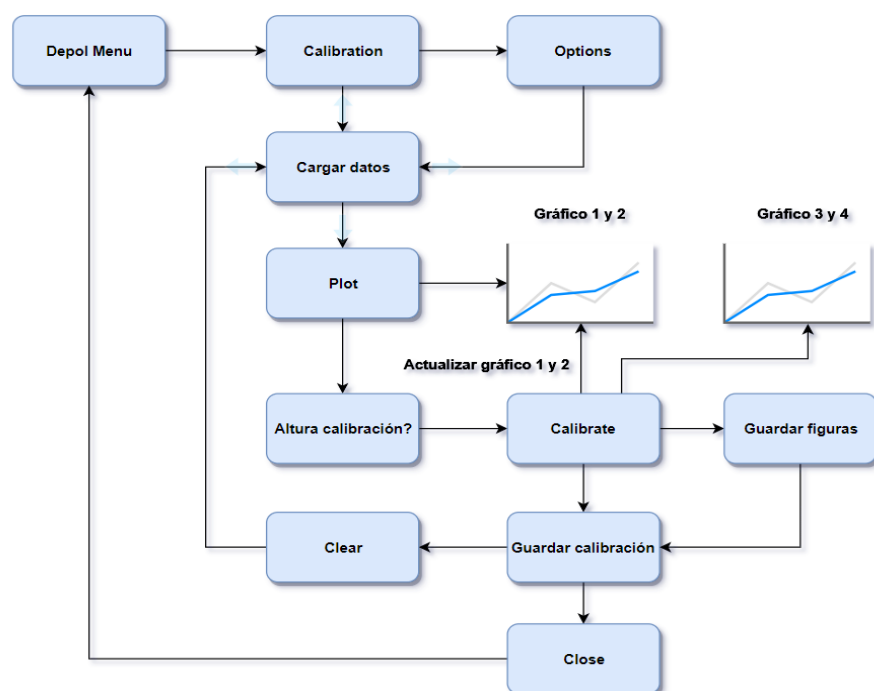 Depol Menu
Calibration
Options
Cargar datos
Gráfico 1 y 2
Gráfico 3 y 4
Plot
Actualizar gráfico 1 y 2
Altura calibración?
Calibrate
Guardar figuras
Clear
Guardar calibración
Close